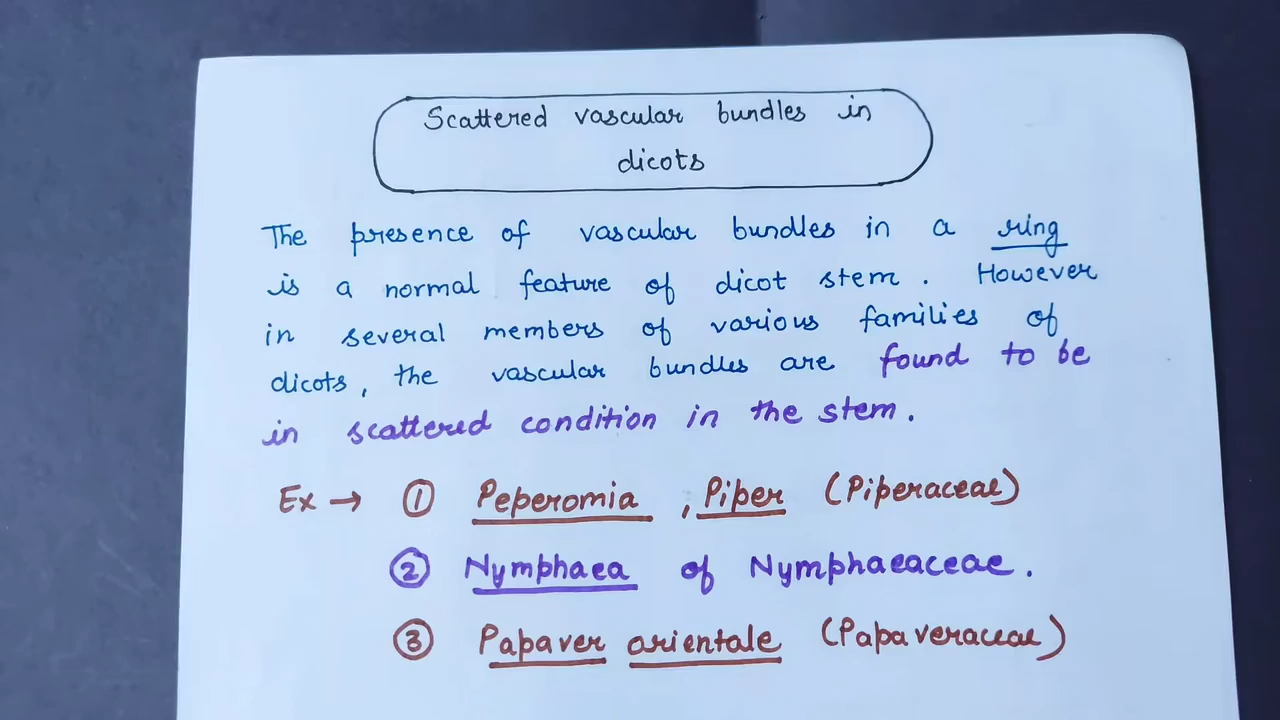 Scattered vascular bundles in
dicots
The presence of vascular bundles in a ring
is a normal feature of dicot stem. However
in several members of various families of
dicots, the vascular bundles are found to be
in scattered condition in the stem.
Ex → ① Peperomia, Piper (Piperaceae)
② Nymphaea of Nymphaeaceae.
③ Papaver orientale (Papaveraceae)